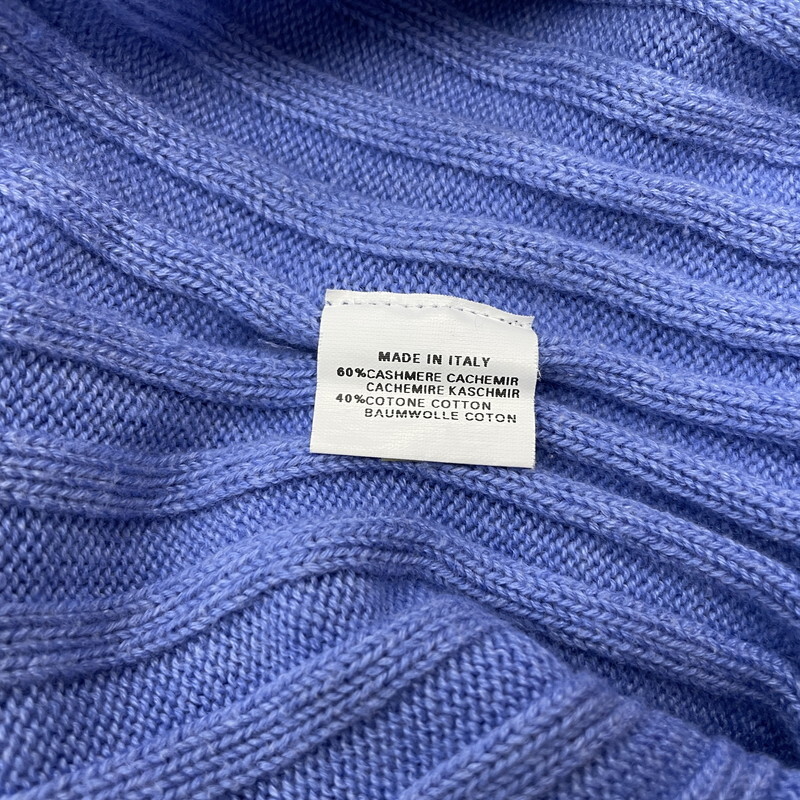 MADE IN ITALY
60%CASHMERE CACHEMIR
CACHEMIRE KASCHMIR
40%COTONE COTTON
BAUMWOLLE COTON